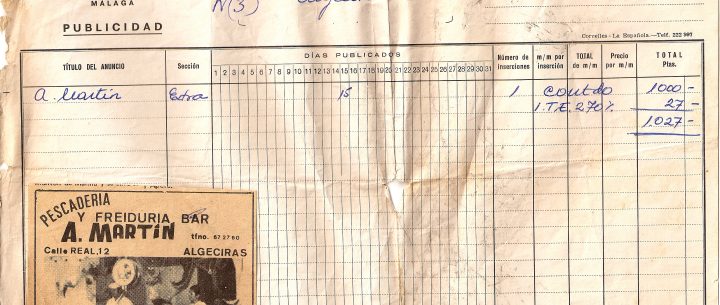 MALAGA
N(3)
PUBLICIDAD
Correlles.-La Española.-Telf. 222 980
TÍTULO DEL ANUNCIO
Sección
DÍAS PUBLICADOS
1 2 3 4 5 6 7 8 9 10 11 12 13 14 15 16 17 18 19 20 21 22 23 24 25 26 27 28 29 30 31
Número de inserciones
m/m por inserción
TOTAL de m/m
Precio por m/m
TOTAL Ptas.
A. Martin Extra 15 1 contdo 1000-
I.T.E. 2'70% 27-
1.027-
PESCADERIA
Y FREIDURIA BAR
A. MARTIN
tfno. 67 27 60
Calle REAL, 12 ALGECIRAS